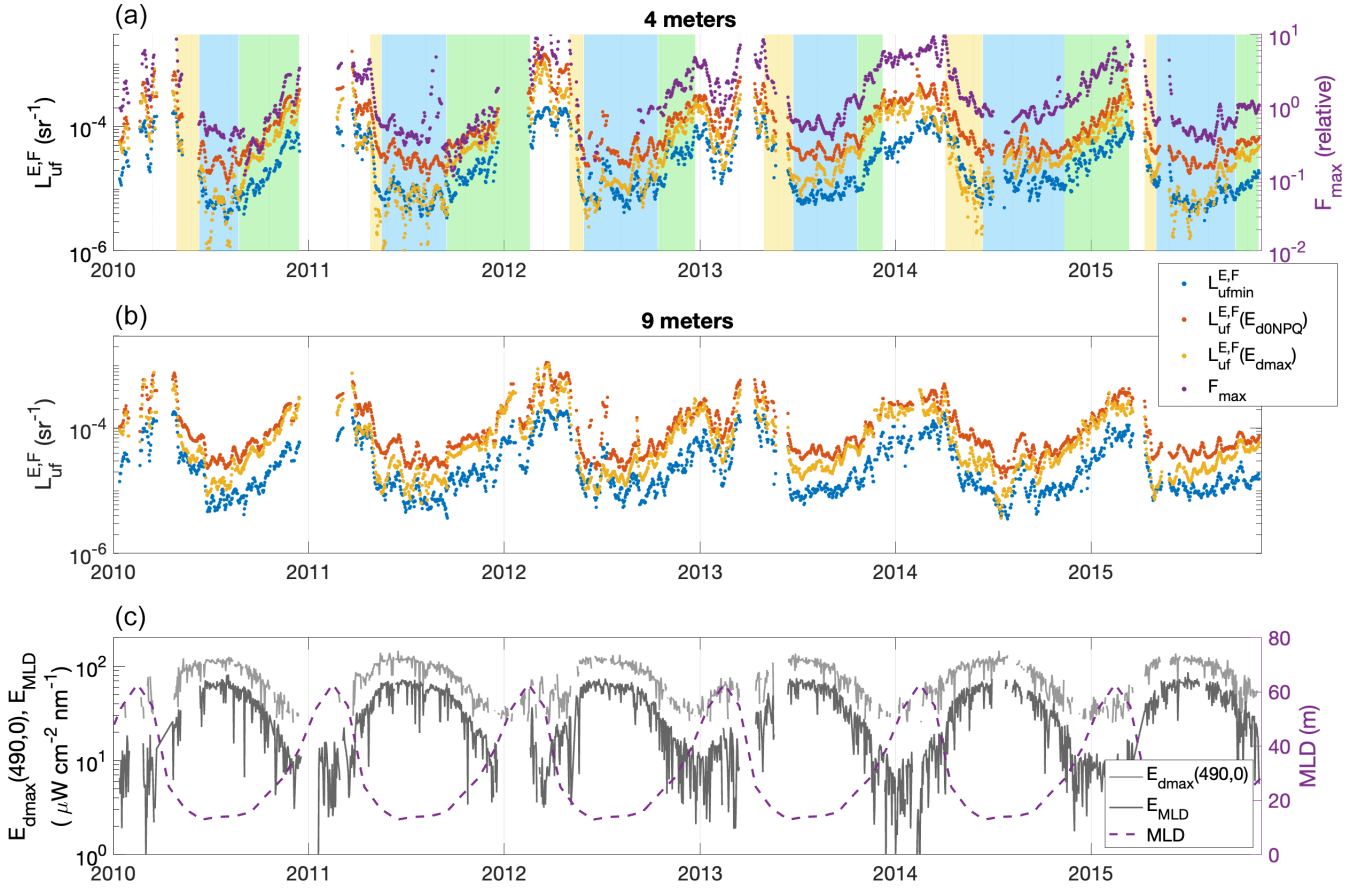 (a)
4 meters
L_uf^E,F (sr^-1)
10^-4
10^-6
10^1
10^0
10^-1
10^-2
F_max (relative)
2010 2011 2012 2013 2014 2015
L_ufmin^E,F
L_uf^E,F(E_d0NPQ)
L_uf^E,F(E_dmax)
F_max
(b)
9 meters
L_uf^E,F (sr^-1)
10^-4
10^-6
2010 2011 2012 2013 2014 2015
(c)
E_dmax(490,0), E_MLD
( μW cm^-2 nm^-1)
10^2
10^1
10^0
80
60
40
20
0
MLD (m)
E_dmax(490,0)
E_MLD
MLD
2010 2011 2012 2013 2014 2015